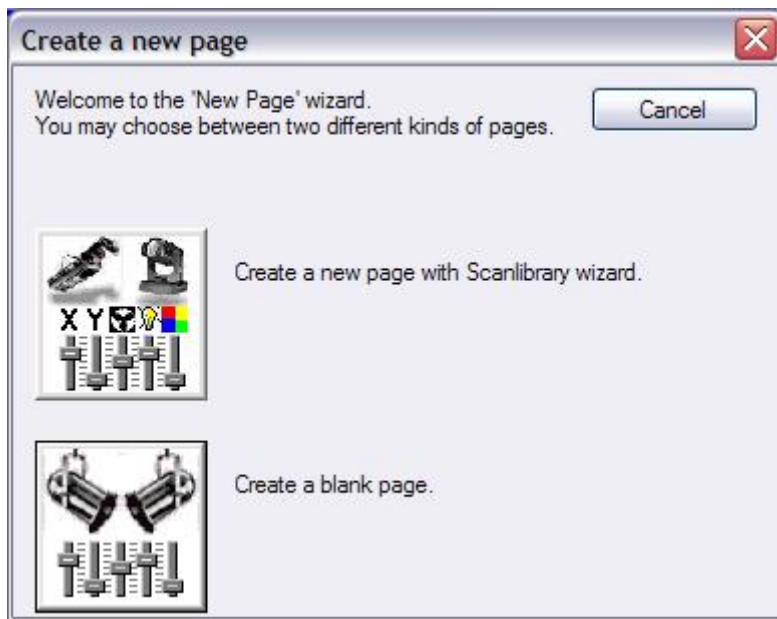 Create a new page
Welcome to the 'New Page' wizard.
You may choose between two different kinds of pages.
Cancel
Create a new page with Scanlibrary wizard.
X Y
Create a blank page.